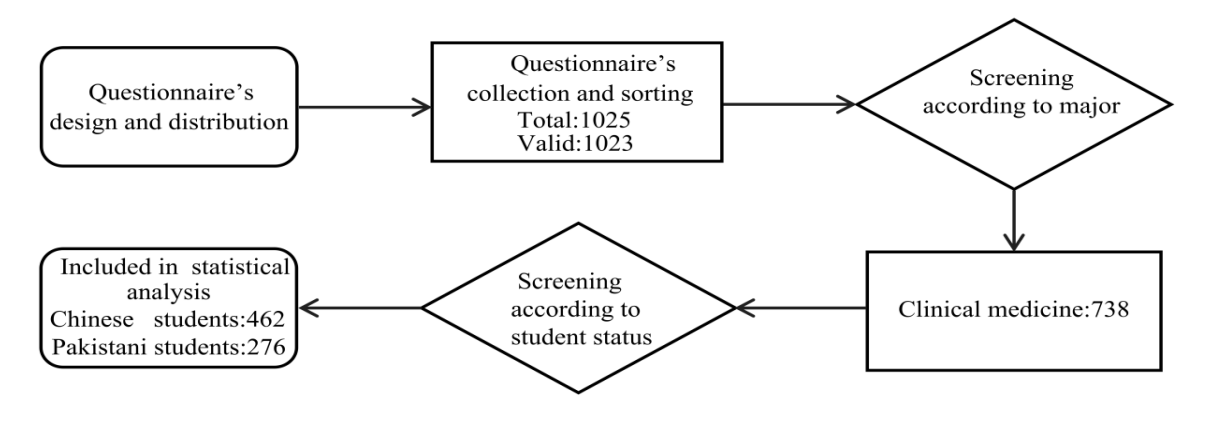 Questionnaire's
design and distribution
Questionnaire's
collection and sorting
Total:1025
Valid:1023
Screening
according to major
Clinical medicine:738
Screening
according to
student status
Included in statistical
analysis
Chinese students:462
Pakistani students:276